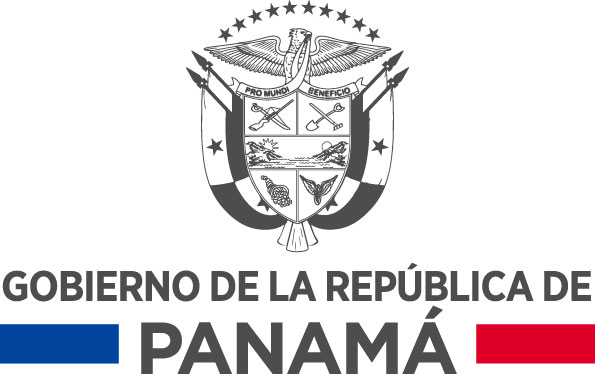 PRO MUNDI BENEFICIO
GOBIERNO DE LA REPÚBLICA DE
PANAMÁ